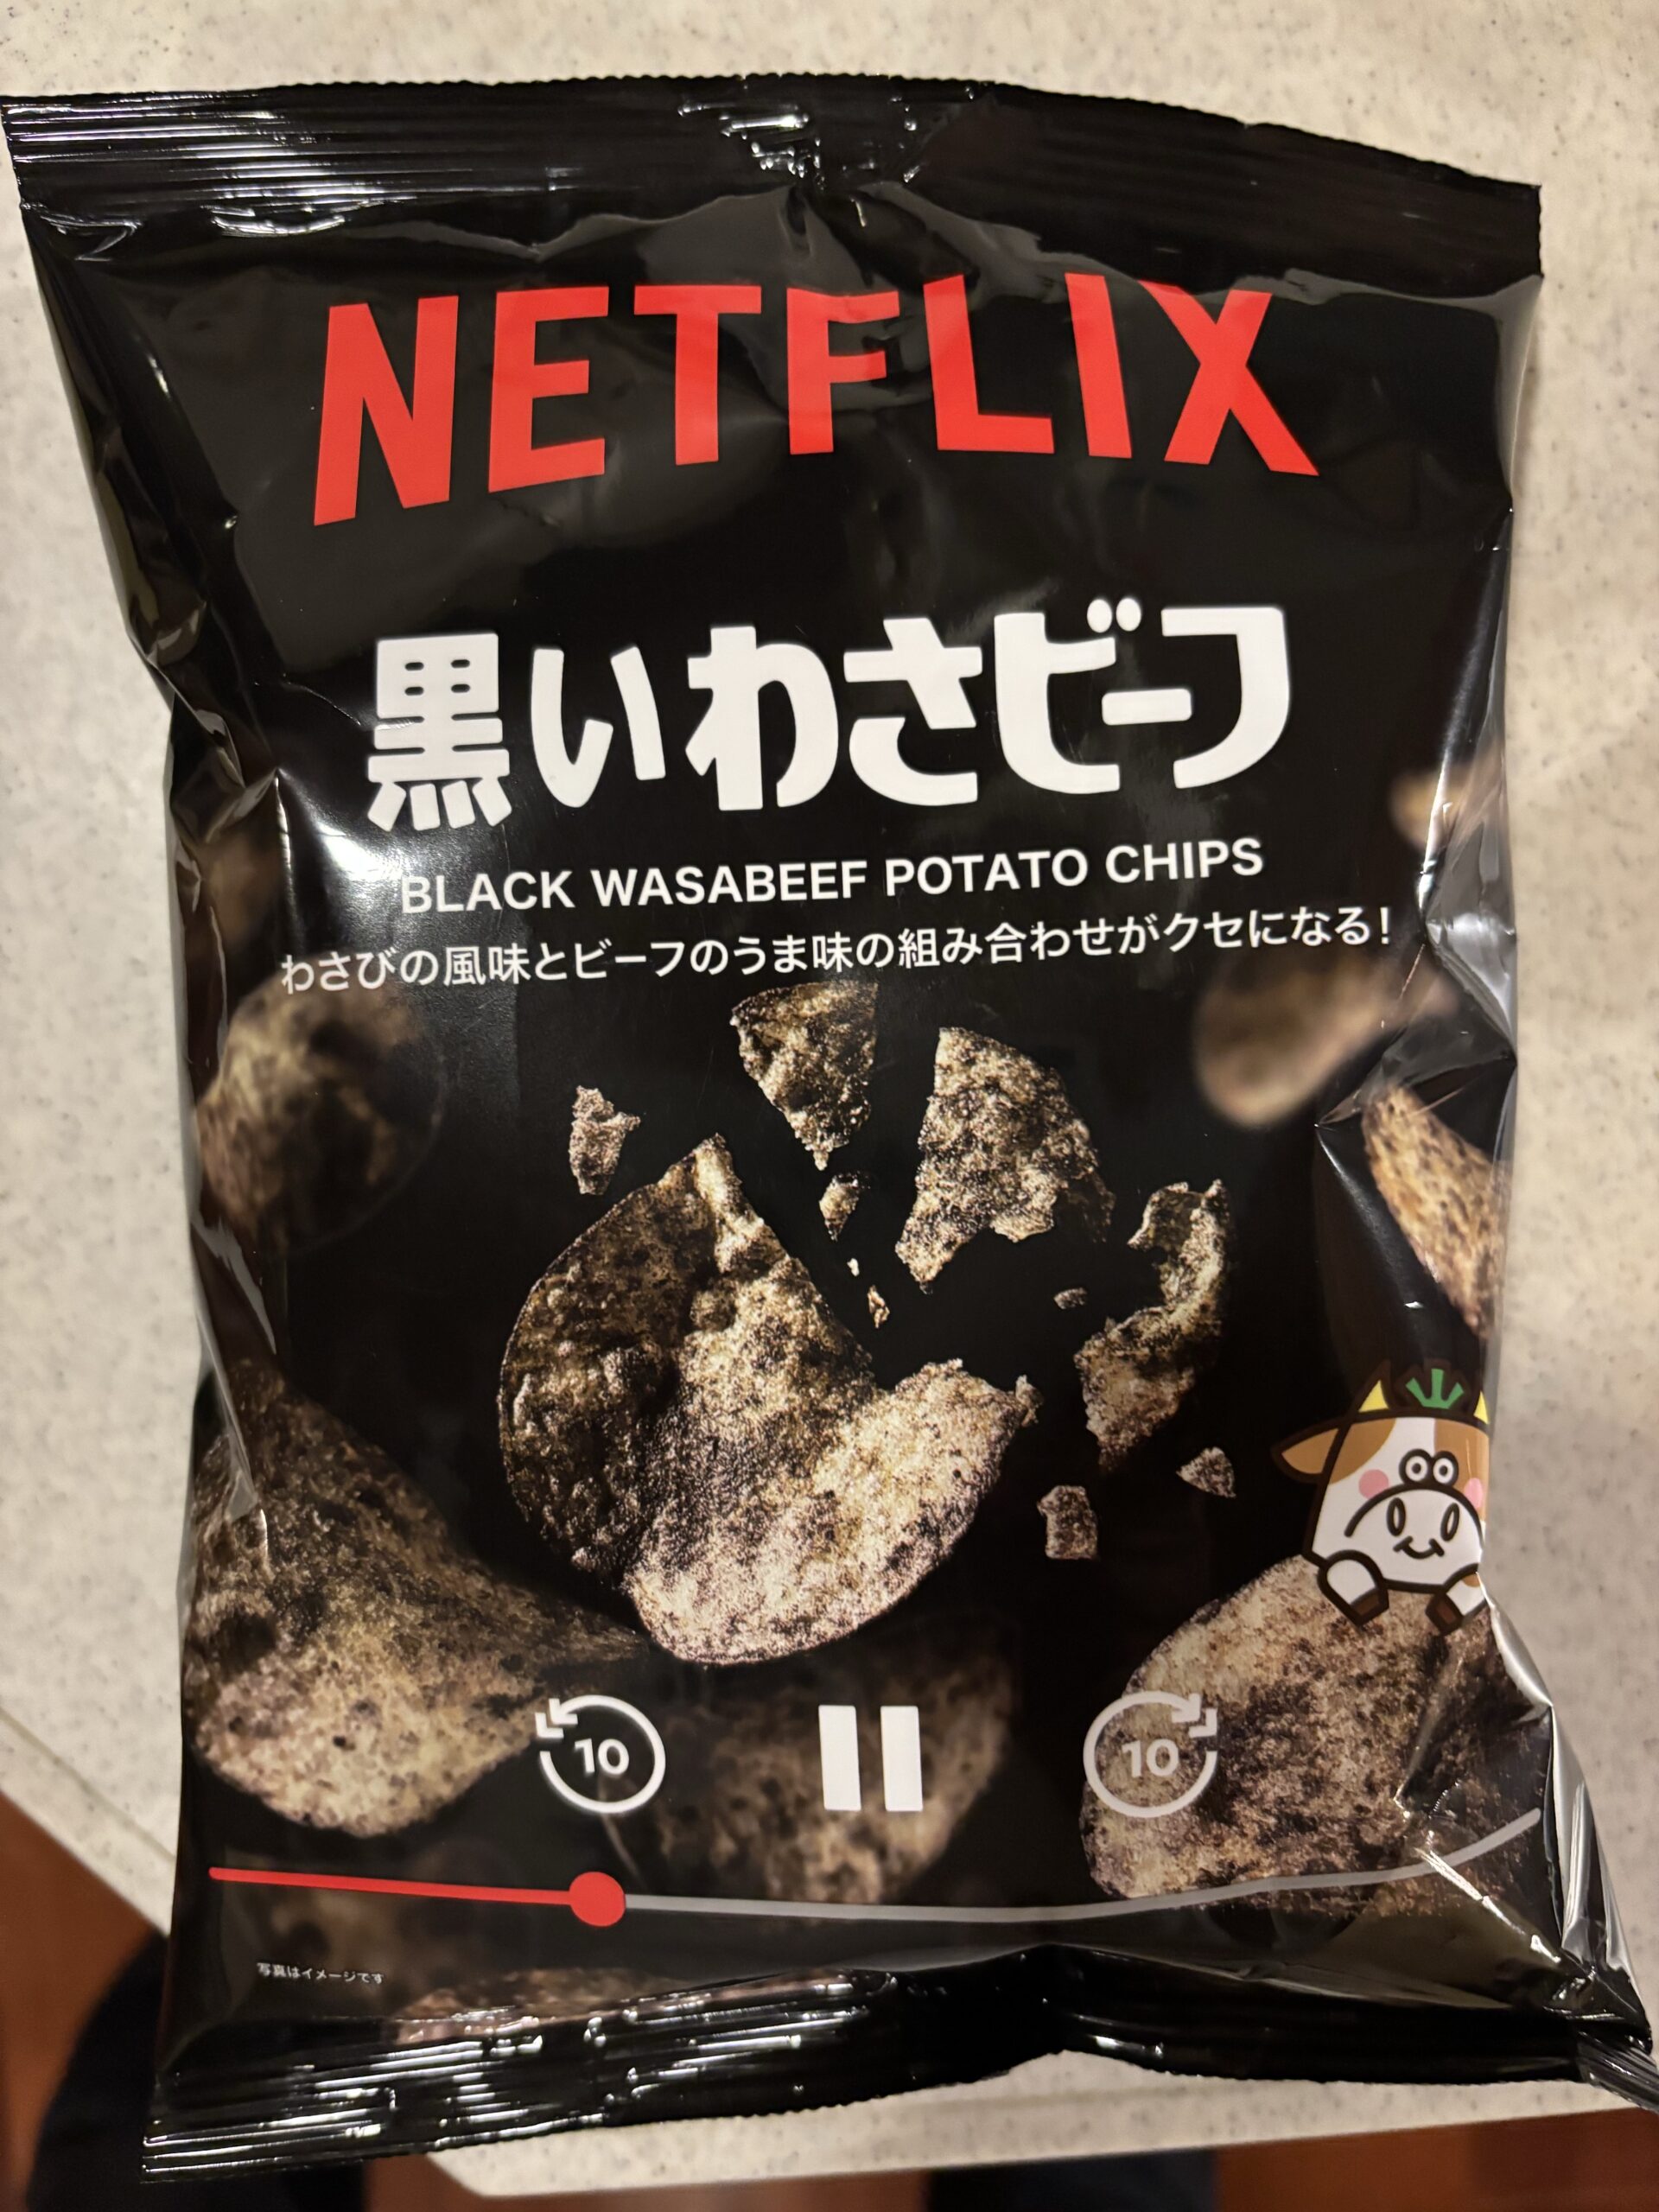 NETFLIX
黒いわさビーフ
BLACK WASABEEF POTATO CHIPS
わさびの風味とビーフのうま味の組み合わせがクセになる！
10 10
写真はイメージです